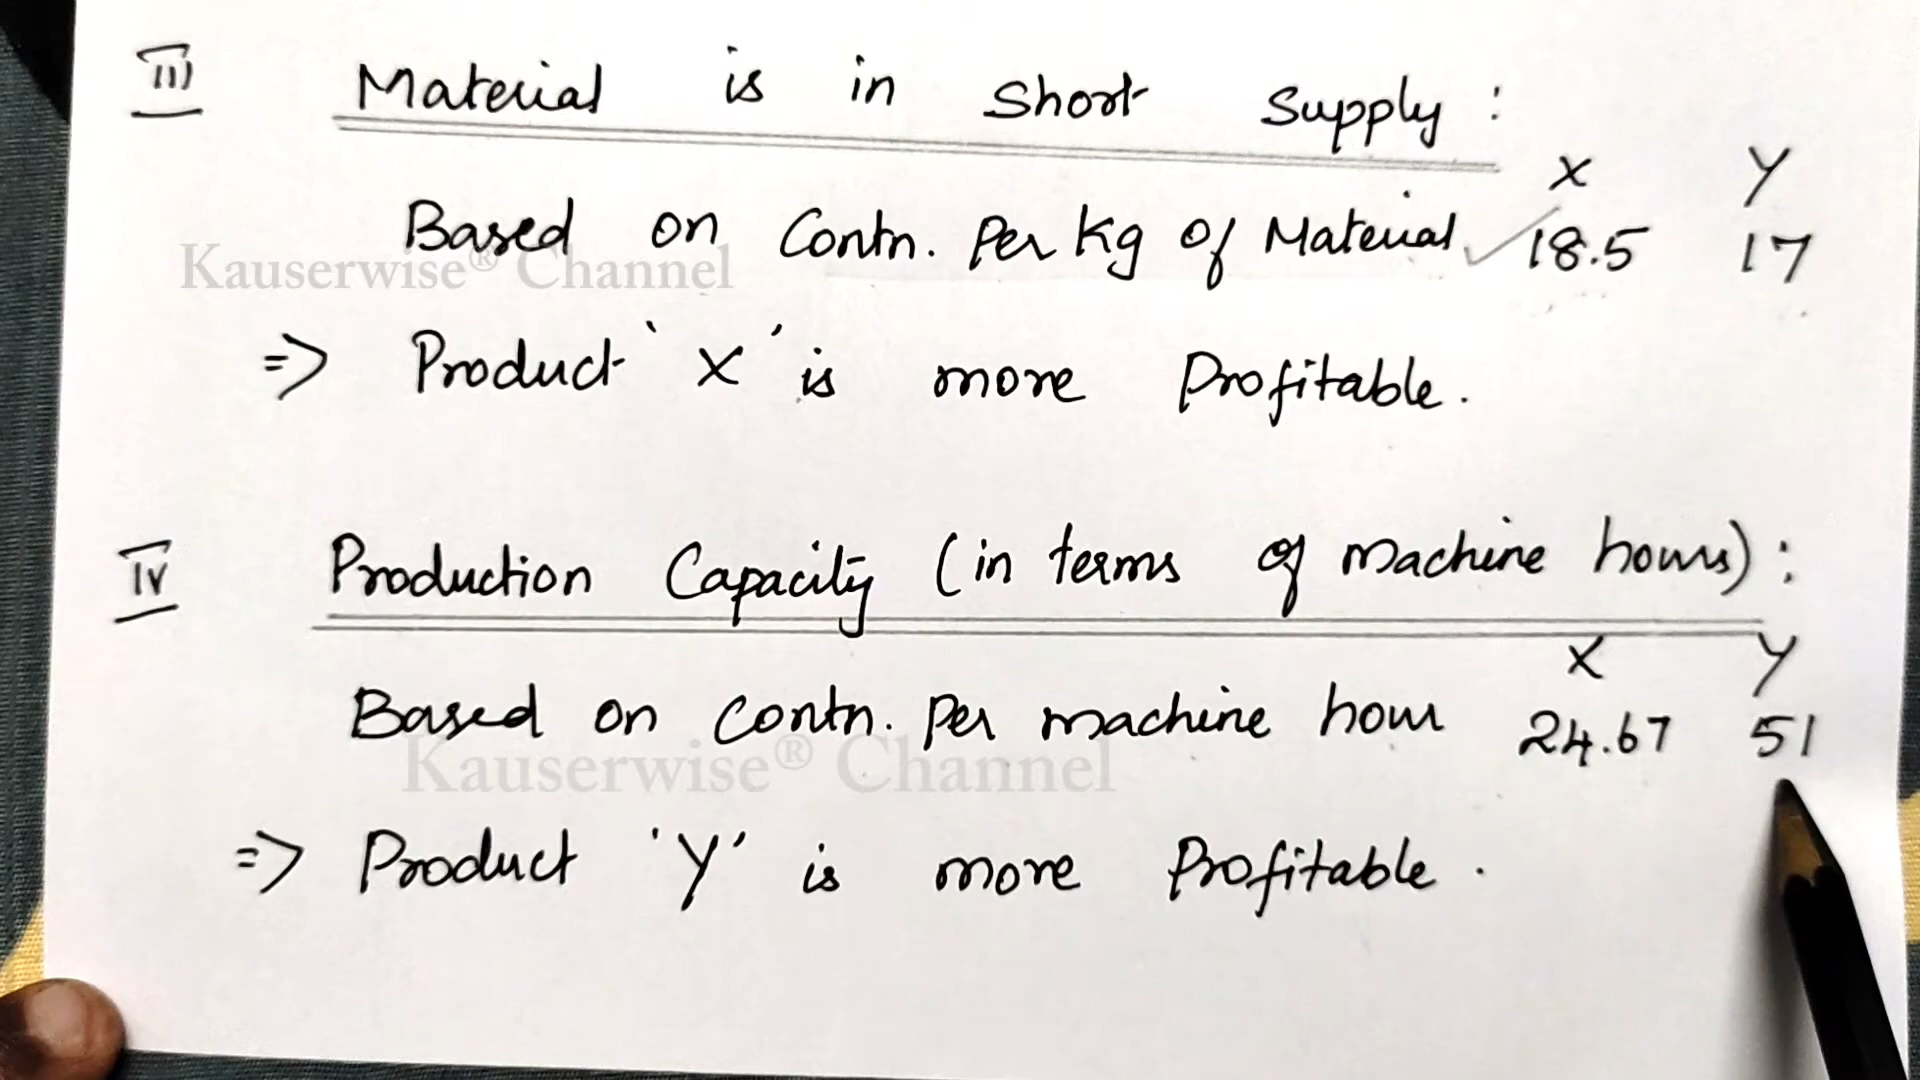 iii) Material is in Short Supply :
X Y
Based on Contn. Per Kg of Material 18.5 17
Kauserwise® Channel
=> Product 'X' is more Profitable.
iv Production Capacity (in terms of machine hours) :
X Y
Based on Contn. Per machine hour 24.67 51
Kauserwise® Channel
=> Product 'Y' is more Profitable.